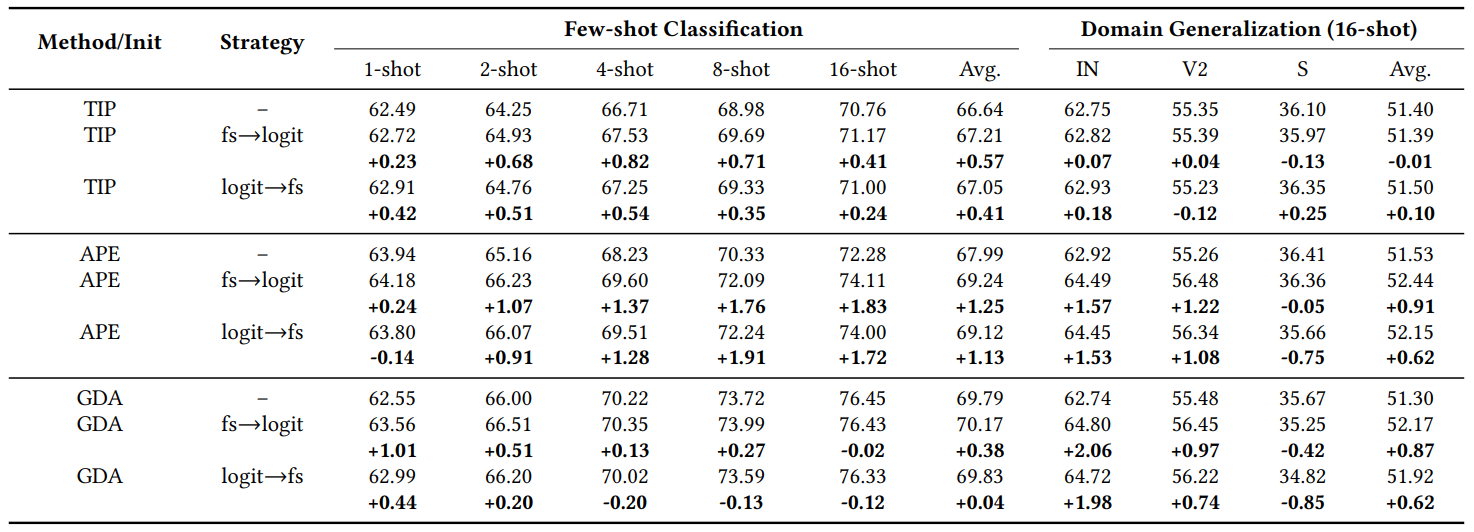 Method/Init Strategy Few-shot Classification Domain Generalization (16-shot)
1-shot 2-shot 4-shot 8-shot 16-shot Avg. IN V2 S Avg.
TIP – 62.49 64.25 66.71 68.98 70.76 66.64 62.75 55.35 36.10 51.40
TIP fs→logit 62.72 64.93 67.53 69.69 71.17 67.21 62.82 55.39 35.97 51.39
+0.23 +0.68 +0.82 +0.71 +0.41 +0.57 +0.07 +0.04 -0.13 -0.01
TIP logit→fs 62.91 64.76 67.25 69.33 71.00 67.05 62.93 55.23 36.35 51.50
+0.42 +0.51 +0.54 +0.35 +0.24 +0.41 +0.18 -0.12 +0.25 +0.10
APE – 63.94 65.16 68.23 70.33 72.28 67.99 62.92 55.26 36.41 51.53
APE fs→logit 64.18 66.23 69.60 72.09 74.11 69.24 64.49 56.48 36.36 52.44
+0.24 +1.07 +1.37 +1.76 +1.83 +1.25 +1.57 +1.22 -0.05 +0.91
APE logit→fs 63.80 66.07 69.51 72.24 74.00 69.12 64.45 56.34 35.66 52.15
-0.14 +0.91 +1.28 +1.91 +1.72 +1.13 +1.53 +1.08 -0.75 +0.62
GDA – 62.55 66.00 70.22 73.72 76.45 69.79 62.74 55.48 35.67 51.30
GDA fs→logit 63.56 66.51 70.35 73.99 76.43 70.17 64.80 56.45 35.25 52.17
+1.01 +0.51 +0.13 +0.27 -0.02 +0.38 +2.06 +0.97 -0.42 +0.87
GDA logit→fs 62.99 66.20 70.02 73.59 76.33 69.83 64.72 56.22 34.82 51.92
+0.44 +0.20 -0.20 -0.13 -0.12 +0.04 +1.98 +0.74 -0.85 +0.62